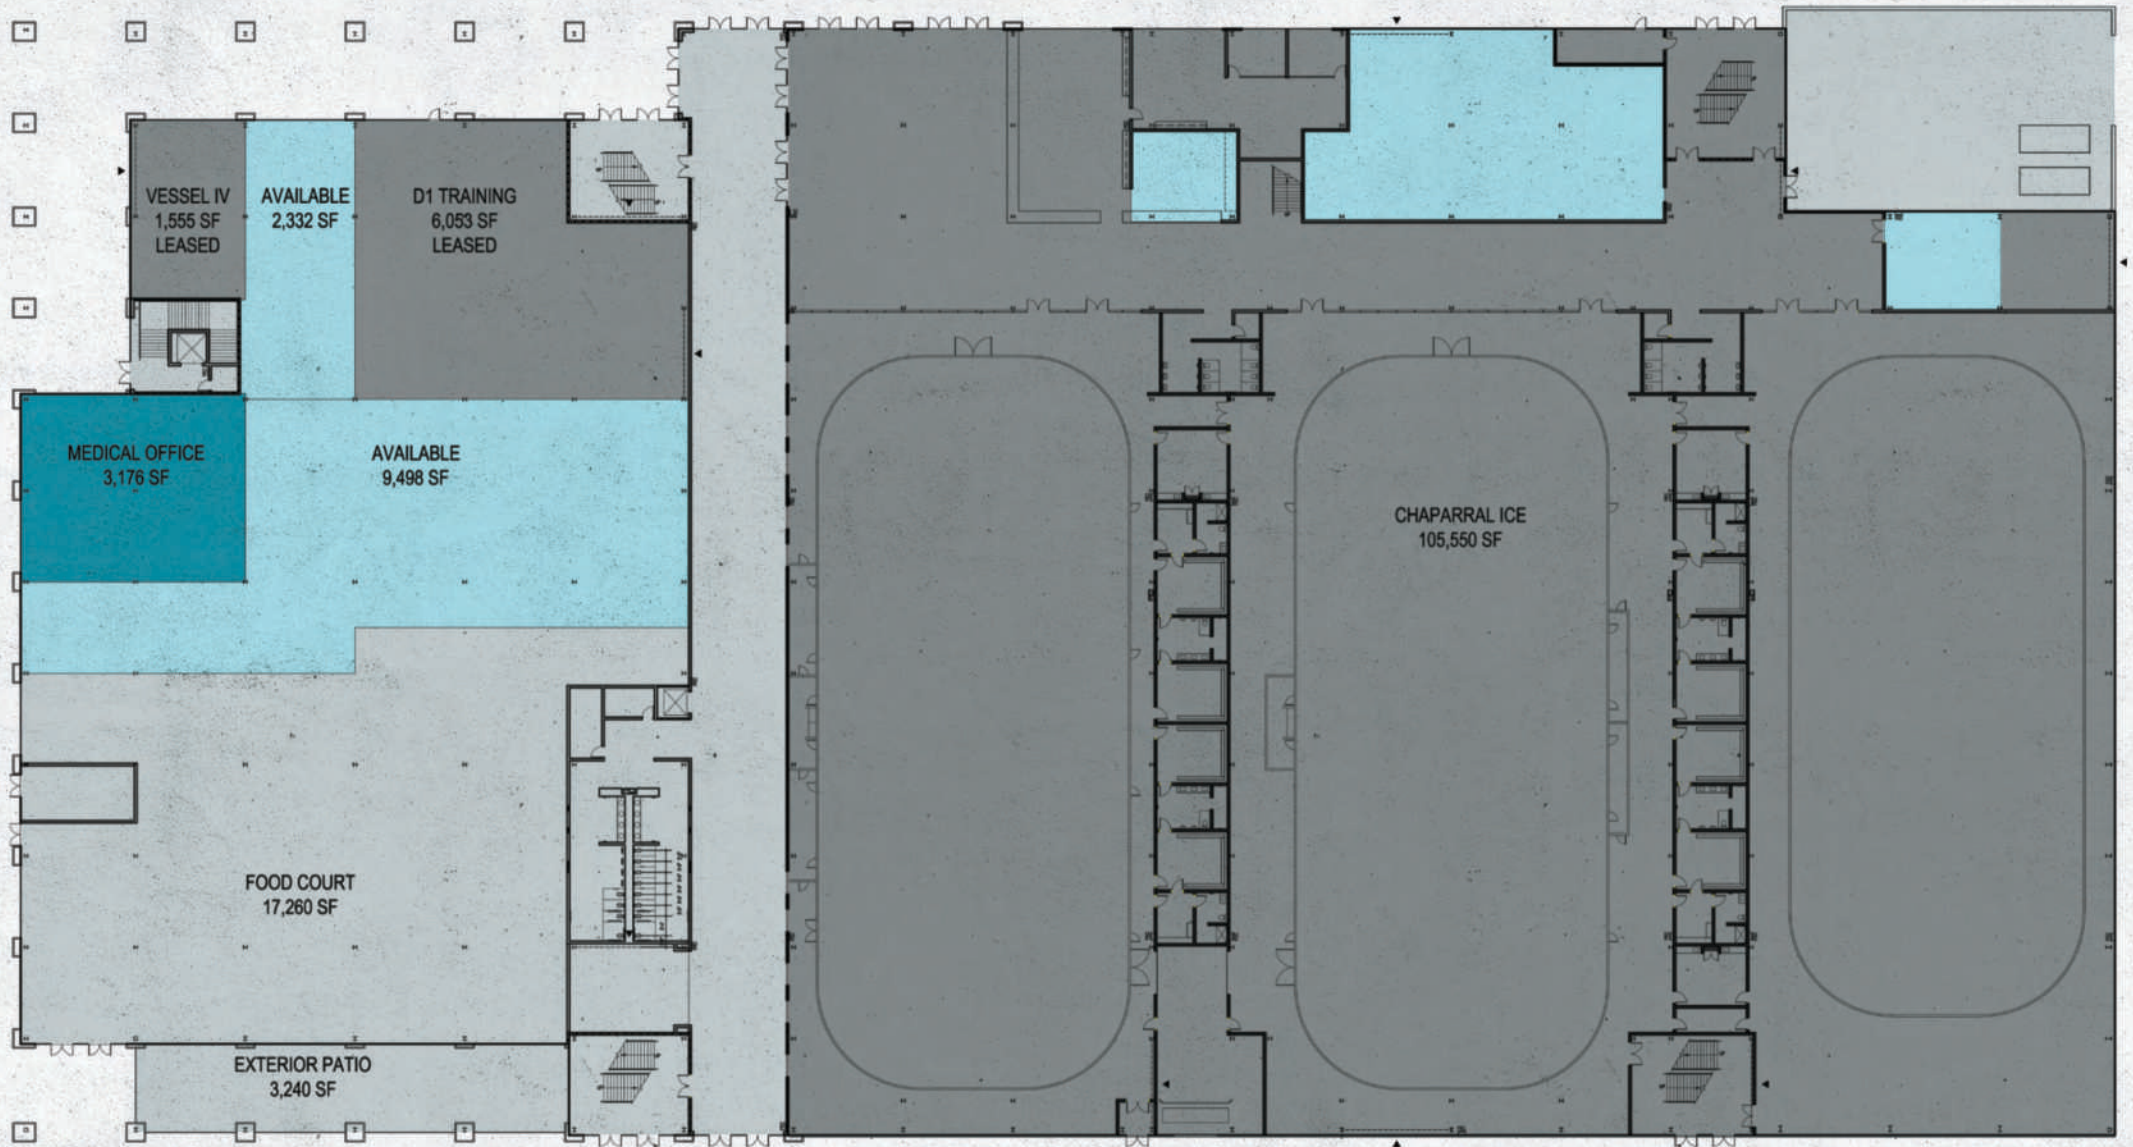 VESSEL IV
1,555 SF
LEASED
AVAILABLE
2,332 SF
D1 TRAINING
6,053 SF
LEASED
MEDICAL OFFICE
3,176 SF
AVAILABLE
9,498 SF
CHAPARRAL ICE
105,550 SF
FOOD COURT
17,260 SF
EXTERIOR PATIO
3,240 SF